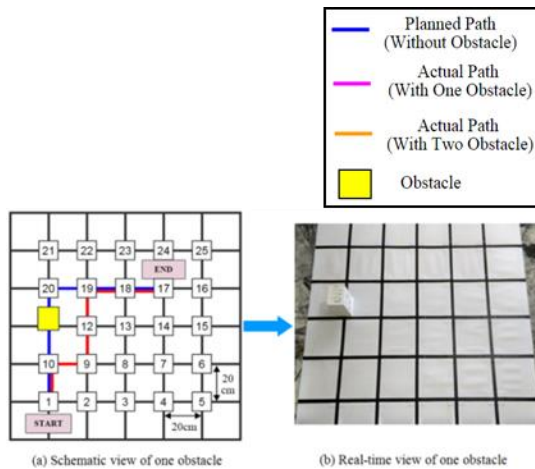 Planned Path
(Without Obstacle)
Actual Path
(With One Obstacle)
Actual Path
(With Two Obstacle)
Obstacle
21 22 23 24 25
END
20 19 18 17 16
12 13 14 15
10 9 8 7 6
20
cm
1 2 3 4 5
START
20cm
(a) Schematic view of one obstacle
(b) Real-time view of one obstacle